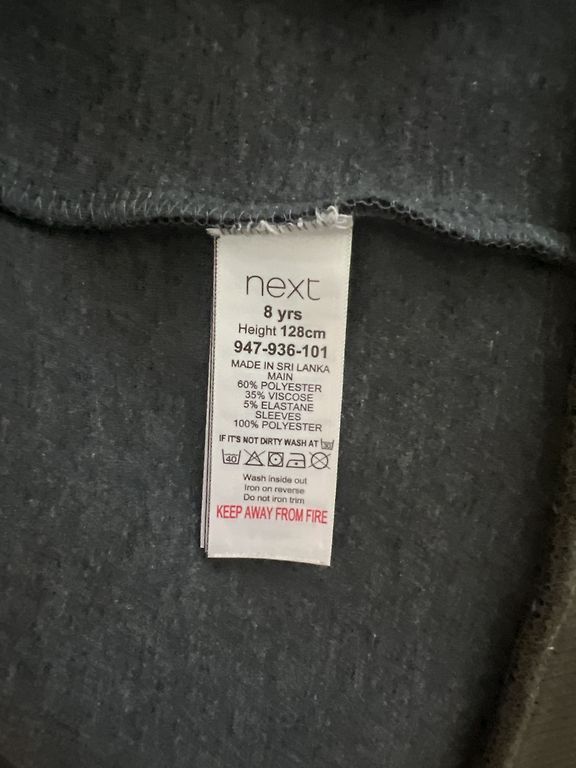 next
8 yrs
Height 128cm
947-936-101
MADE IN SRI LANKA
MAIN
60% POLYESTER
35% VISCOSE
5% ELASTANE
SLEEVES
100% POLYESTER
IF IT'S NOT DIRTY WASH AT 30
40
Wash inside out
Iron on reverse
Do not iron trim
KEEP AWAY FROM FIRE